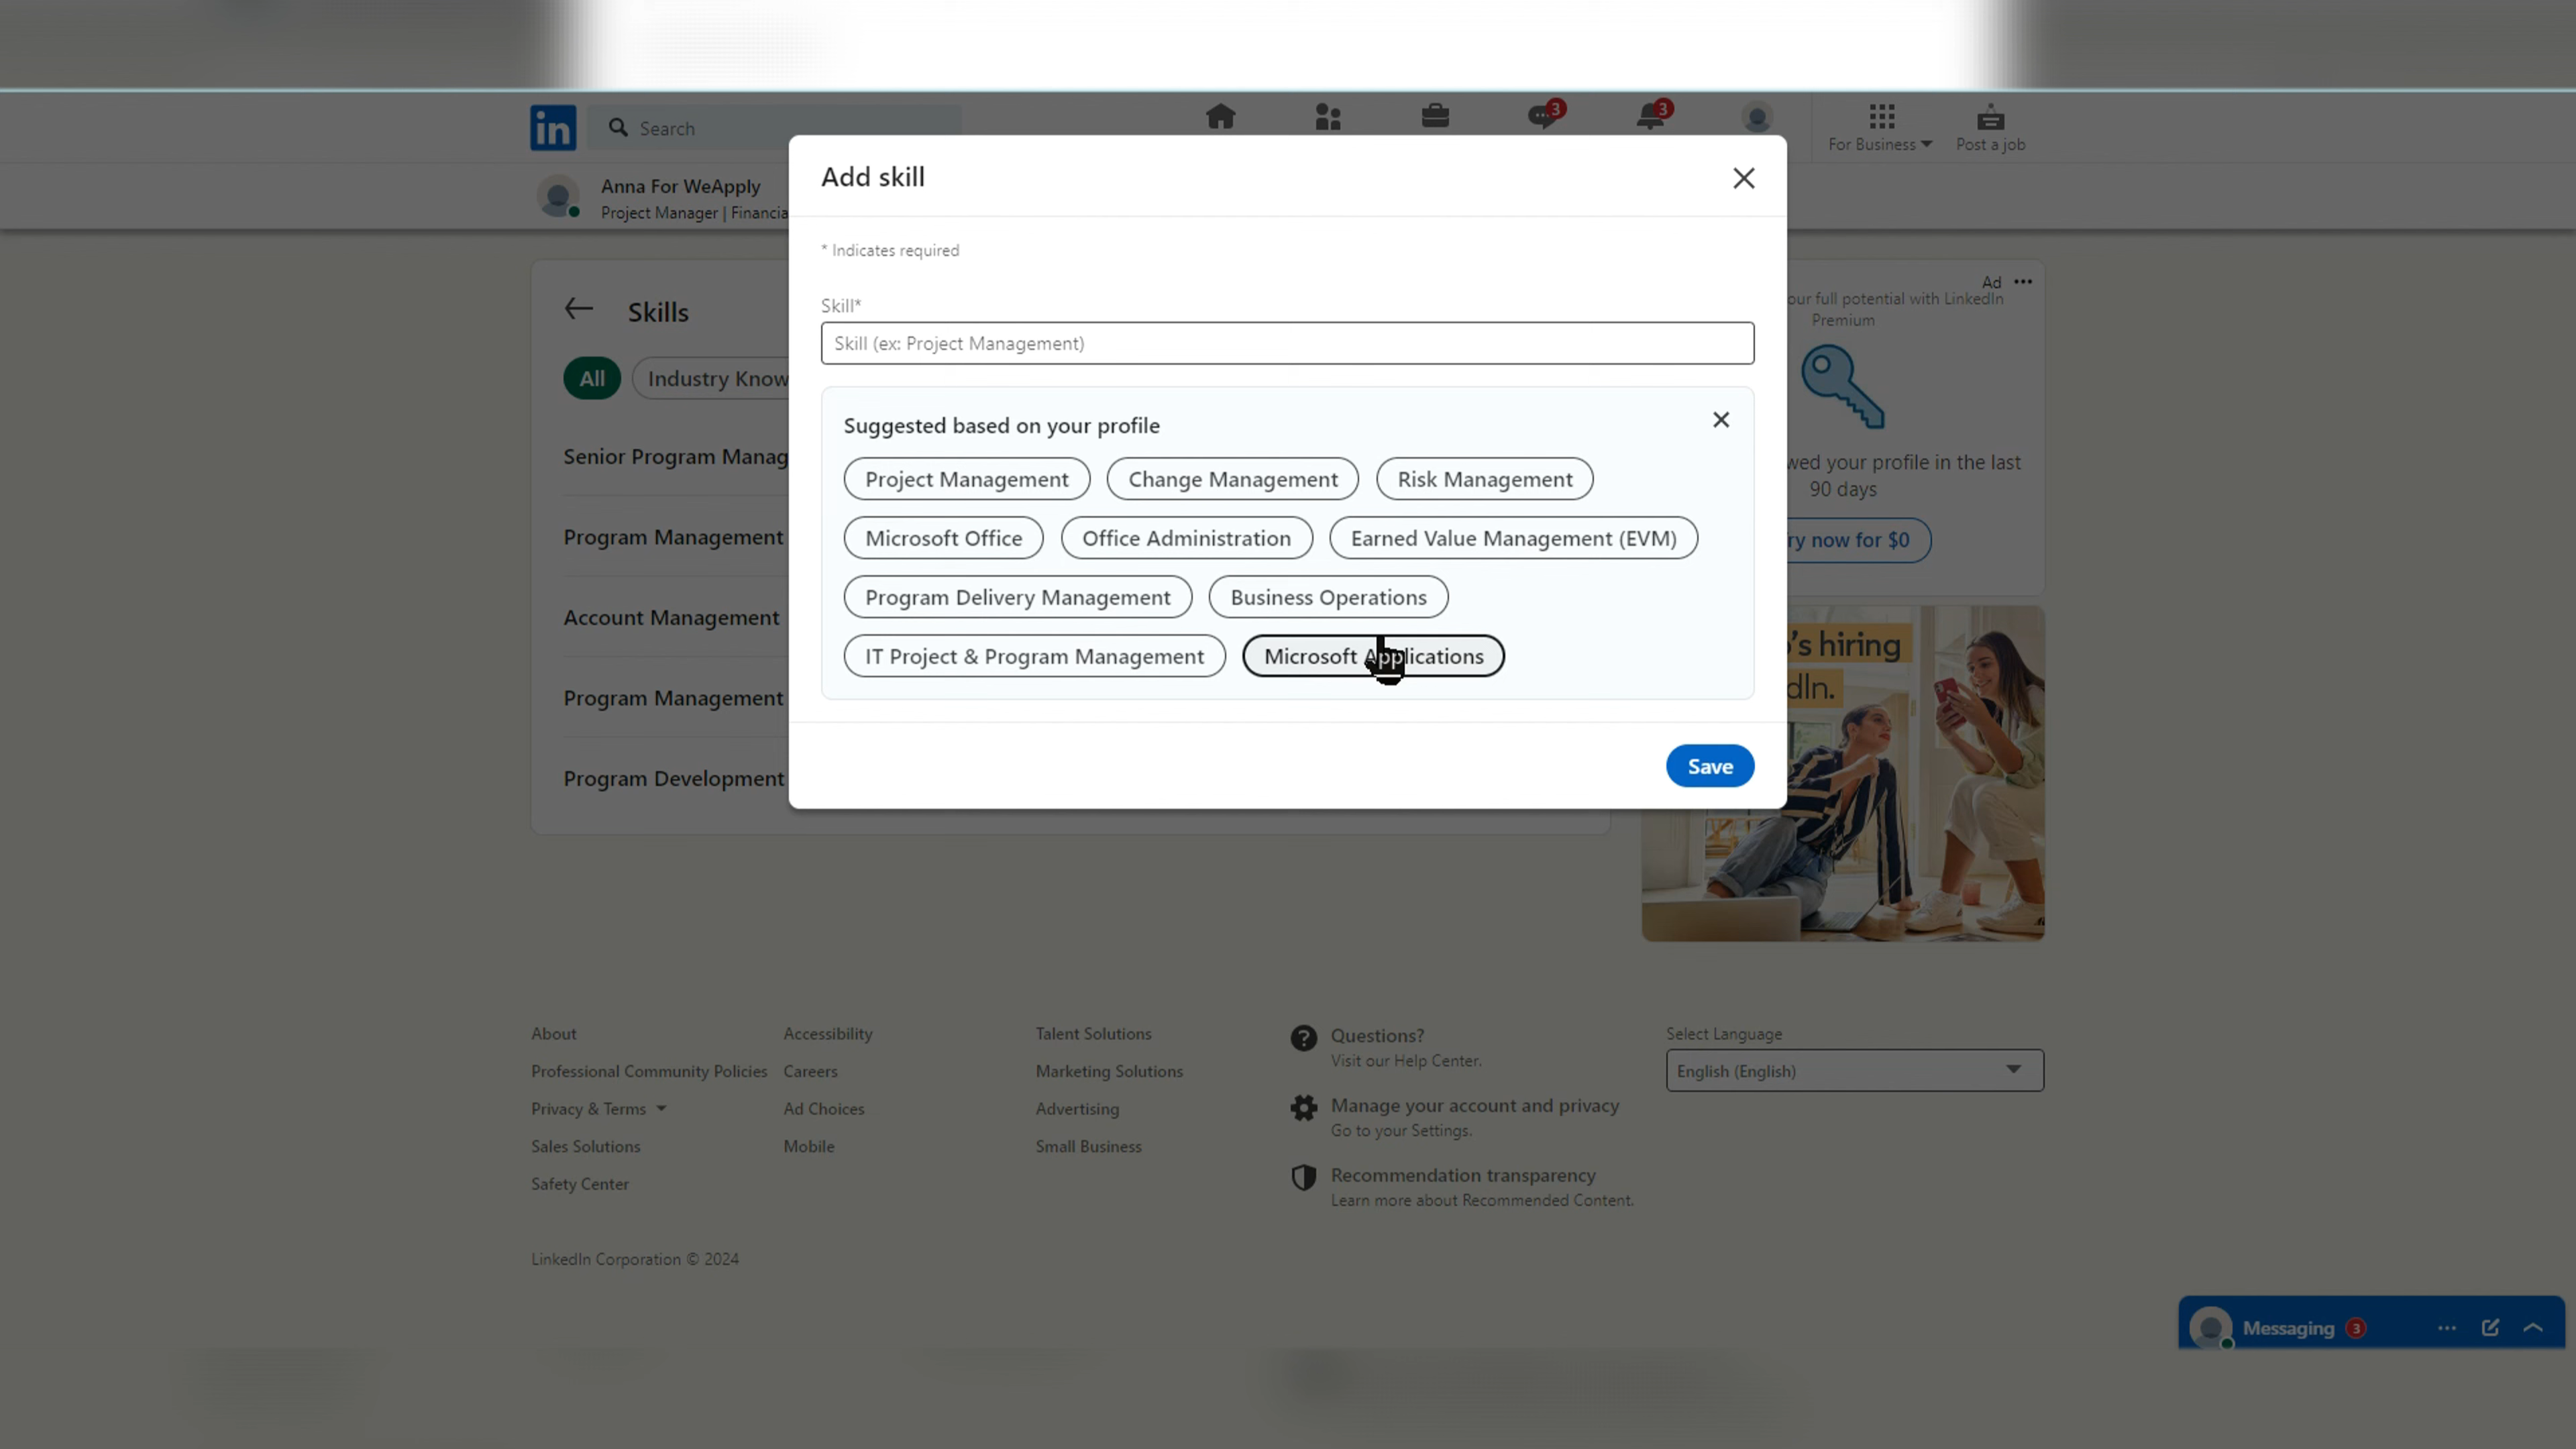 in
Search
3
3
For Business
Post a job
Anna For WeApply
Project Manager | Financia
Add skill
* Indicates required
Skill*
Skill (ex: Project Management)
Suggested based on your profile
Project Management
Change Management
Risk Management
Microsoft Office
Office Administration
Earned Value Management (EVM)
Program Delivery Management
Business Operations
IT Project & Program Management
Microsoft Applications
Save
Skills
All
Industry Know
Senior Program Manag
Program Management
Account Management
Program Management
Program Development
Ad
our full potential with LinkedIn
Premium
wed your profile in the last
90 days
ry now for $0
's hiring
dIn.
About
Accessibility
Talent Solutions
Professional Community Policies
Careers
Marketing Solutions
Privacy & Terms
Ad Choices
Advertising
Sales Solutions
Mobile
Small Business
Safety Center
Questions?
Visit our Help Center.
Manage your account and privacy
Go to your Settings.
Recommendation transparency
Learn more about Recommended Content.
Select Language
English (English)
LinkedIn Corporation © 2024
Messaging 3